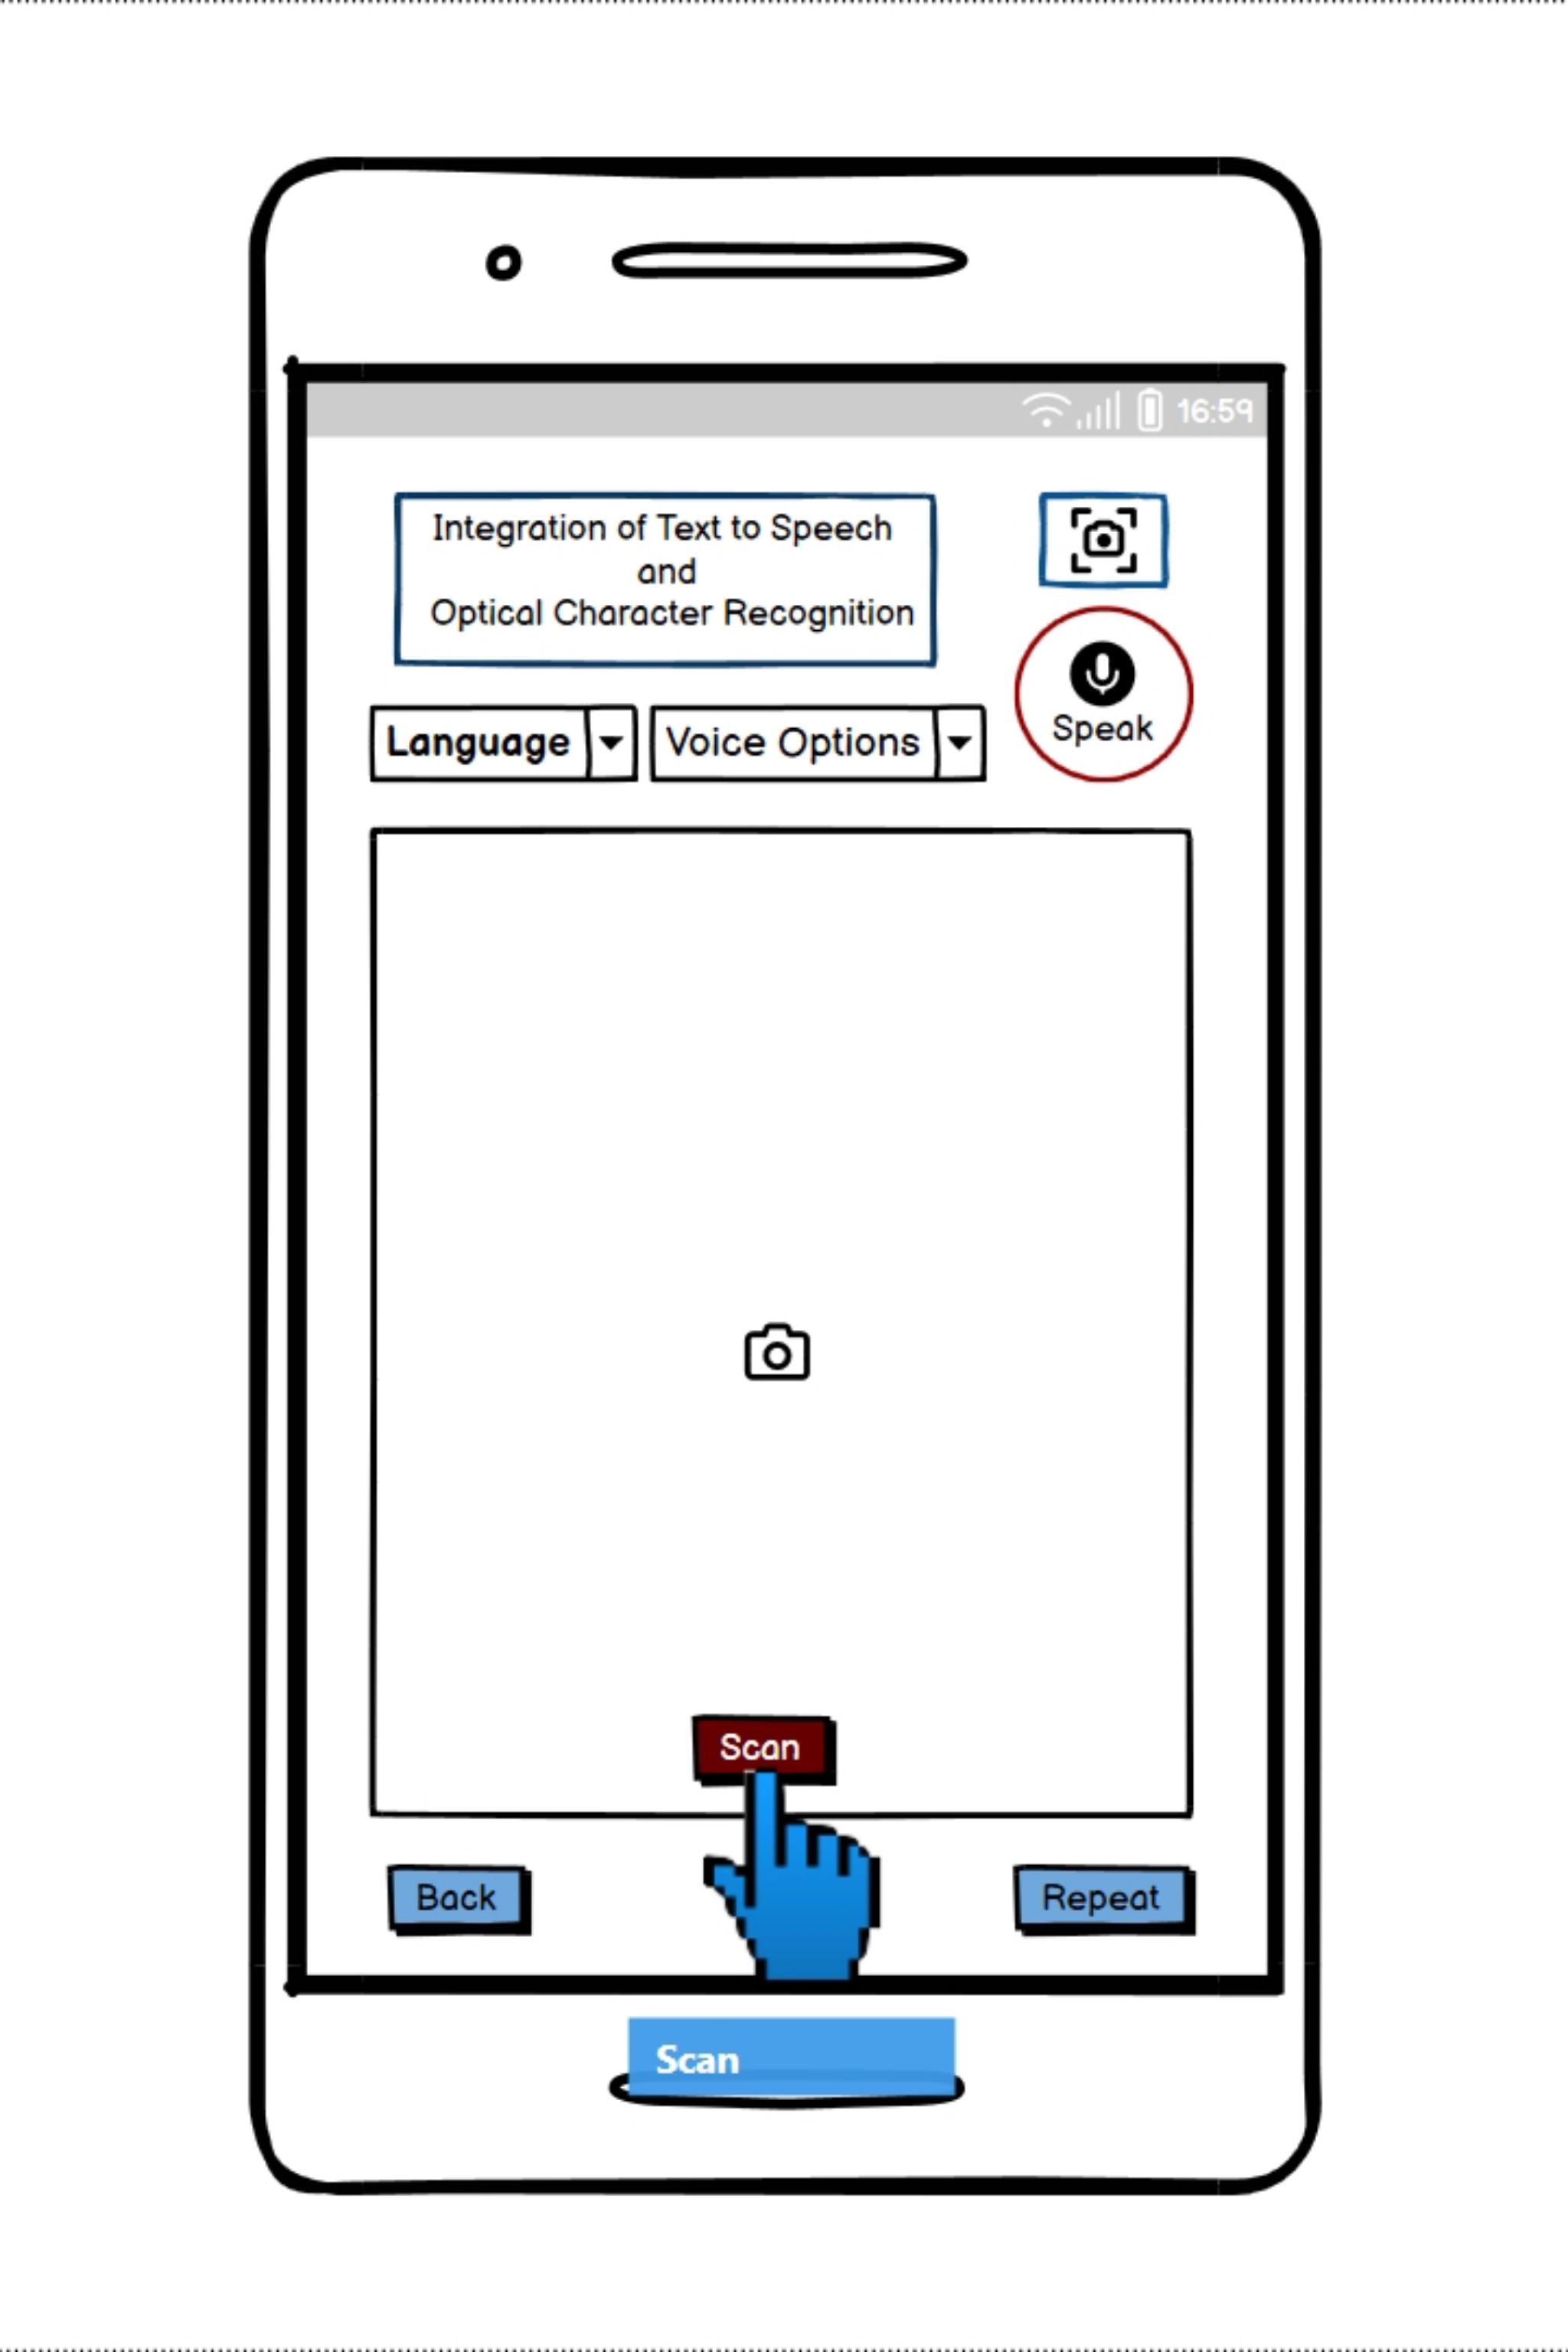 16:59
Integration of Text to Speech
and
Optical Character Recognition
Speak
Language
Voice Options
Scan
Back
Repeat
Scan